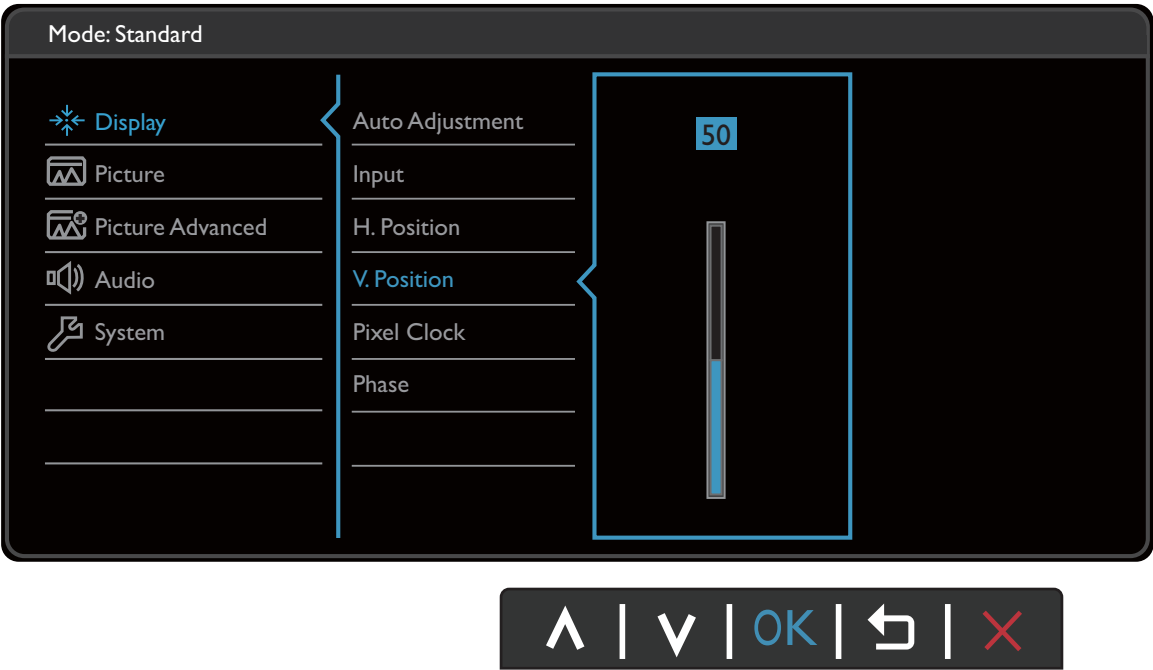 Mode: Standard
Display
Picture
Picture Advanced
Audio
System
Auto Adjustment
Input
H. Position
V. Position
Pixel Clock
Phase
50
OK